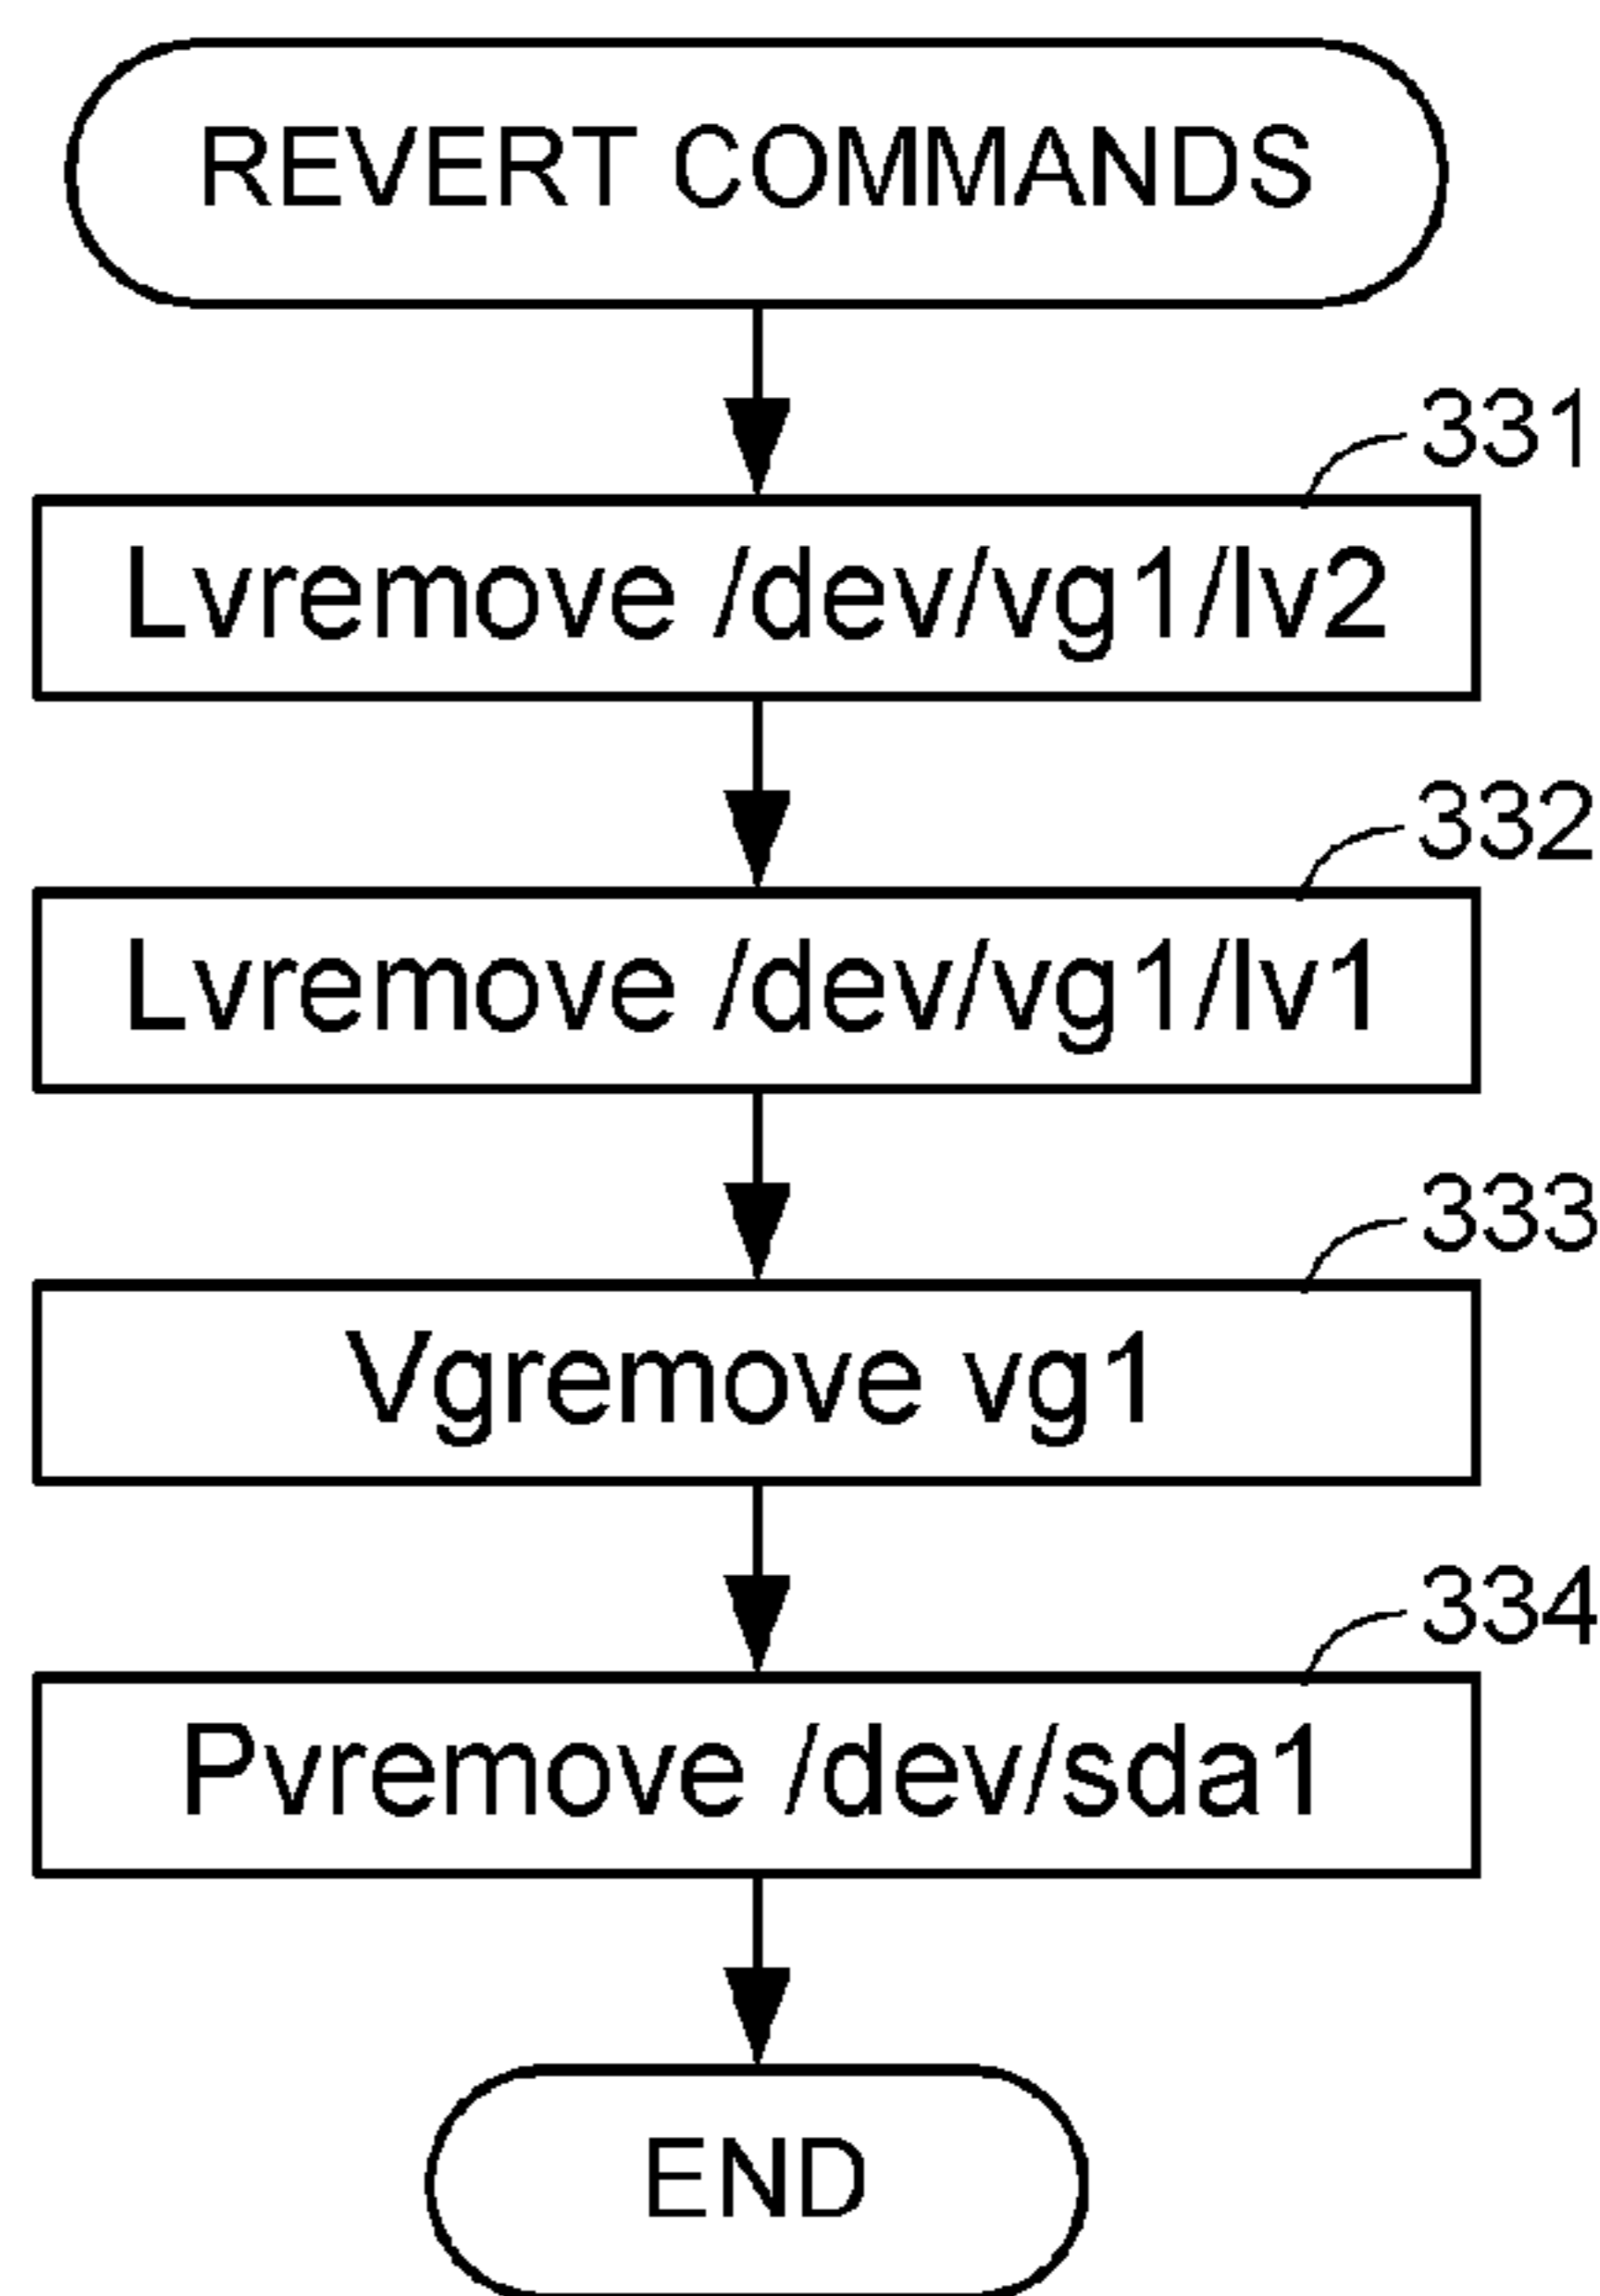 REVERT COMMANDS
331
Lvremove /dev/vg1/lv2
332
Lvremove /dev/vg1/lv1
333
Vgremove vg1
334
Pvremove /dev/sda1
END